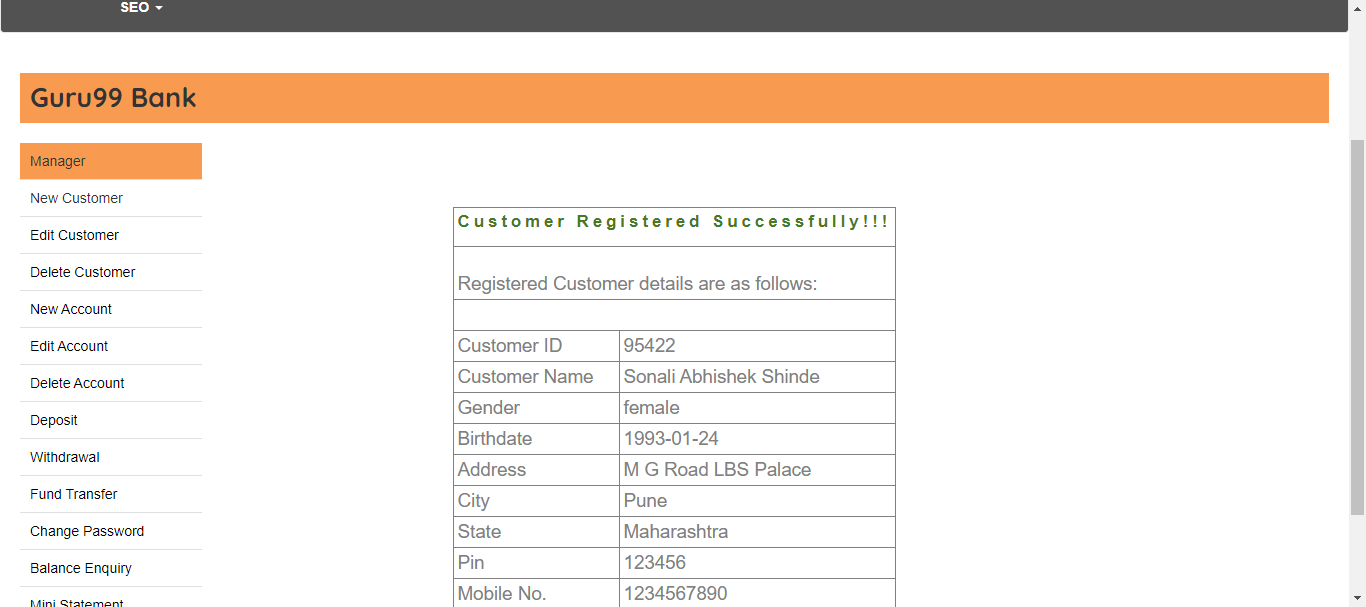 SEO
Guru99 Bank
Manager
New Customer
Edit Customer
Delete Customer
New Account
Edit Account
Delete Account
Deposit
Withdrawal
Fund Transfer
Change Password
Balance Enquiry
Mini Statement
Customer Registered Successfully!!!
Registered Customer details are as follows:
Customer ID 95422
Customer Name Sonali Abhishek Shinde
Gender female
Birthdate 1993-01-24
Address M G Road LBS Palace
City Pune
State Maharashtra
Pin 123456
Mobile No. 1234567890